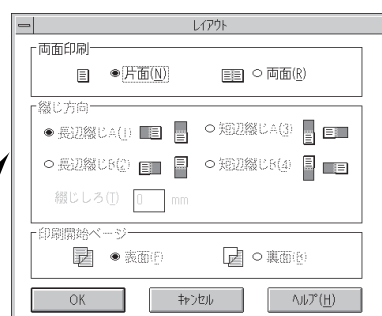 レイアウト
両面印刷
片面(N) 両面(R)
綴じ方向
長辺綴じA(1) 短辺綴じA(3)
長辺綴じB(2) 短辺綴じB(4)
綴じしろ(T) 0 mm
印刷開始ページ
表面(F) 裏面(K)
OK キャンセル ヘルプ(H)